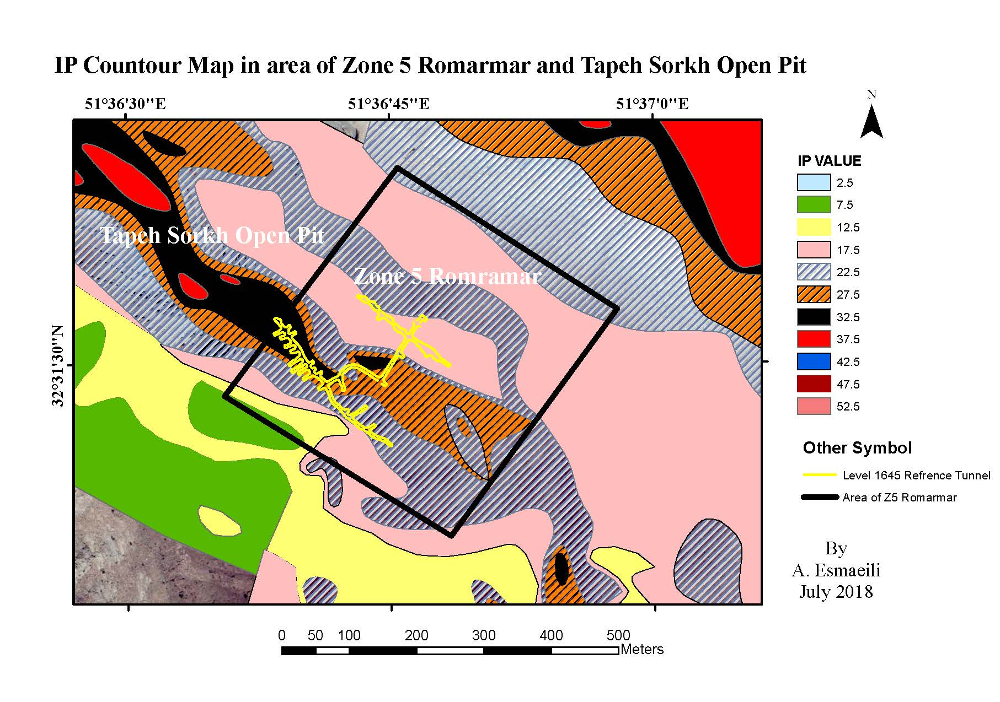 IP Countour Map in area of Zone 5 Romarmar and Tapeh Sorkh Open Pit
51°36'30"E
51°36'45"E
51°37'0"E
N
32°31'30"N
Tapeh Sorkh Open Pit
Zone 5 Romramar
IP VALUE
2.5
7.5
12.5
17.5
22.5
27.5
32.5
37.5
42.5
47.5
52.5
Other Symbol
Level 1645 Refrence Tunnel
Area of Z5 Romarmar
By
A. Esmaeili
July 2018
0 50 100 200 300 400 500
Meters